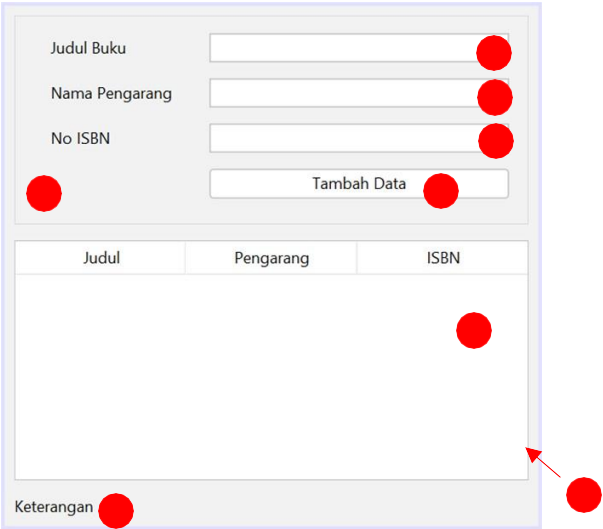 Judul Buku
Nama Pengarang
No ISBN
Tambah Data
Judul Pengarang ISBN
Keterangan